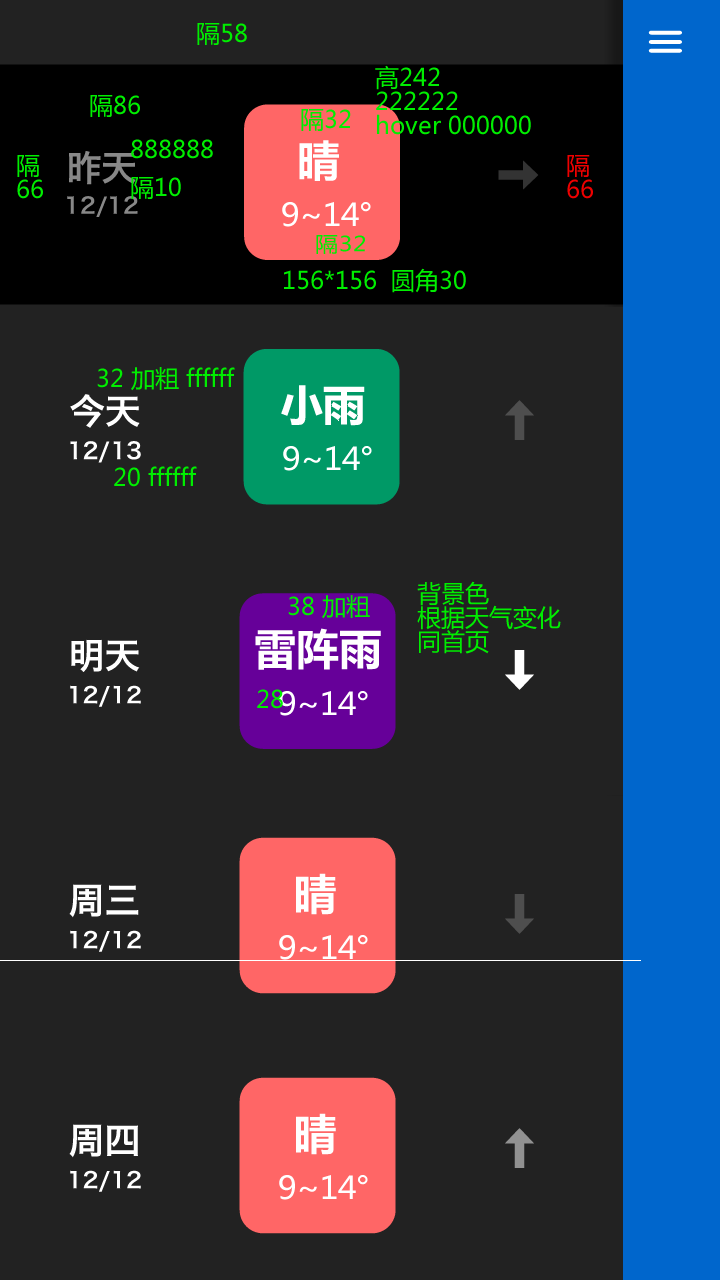 隔58
高242
222222
hover 000000
隔86
隔32
888888
晴
隔
66
昨天
隔
66
隔10
12/12
9~14°
隔32
156*156 圆角30
32 加粗 ffffff
小雨
今天
12/13
9~14°
20 ffffff
背景色
根据天气变化
同首页
38 加粗
雷阵雨
明天
12/12
28
9~14°
晴
周三
12/12
9~14°
晴
周四
12/12
9~14°